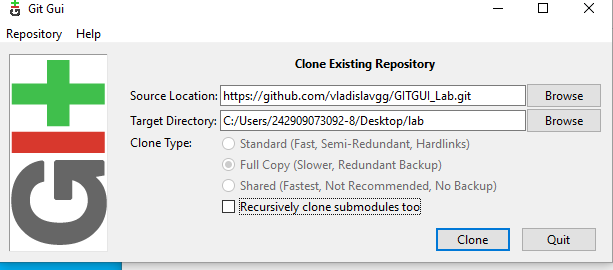 Git Gui
Repository Help
Clone Existing Repository
Source Location: https://github.com/vladislavgg/GITGUI_Lab.git Browse
Target Directory: C:/Users/242909073092-8/Desktop/lab Browse
Clone Type: Standard (Fast, Semi-Redundant, Hardlinks)
Full Copy (Slower, Redundant Backup)
Shared (Fastest, Not Recommended, No Backup)
Recursively clone submodules too
Clone Quit